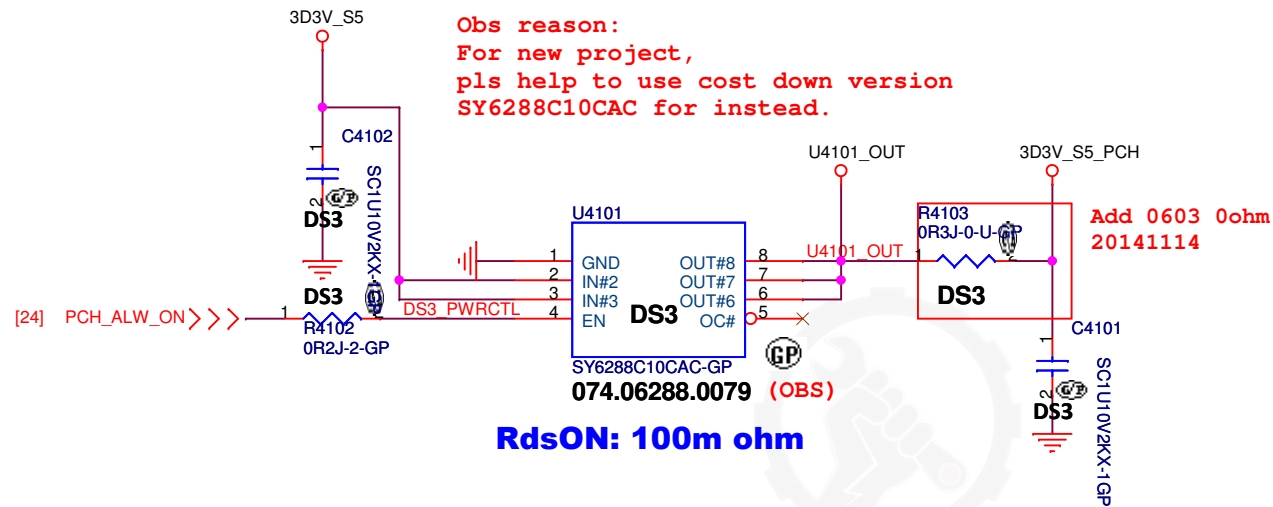 3D3V_S5
Obs reason:
For new project,
pls help to use cost down version
SY6288C10CAC for instead.
C4102
1
2
G/P
DS3
SC1U10V2KX-1GP
U4101_OUT
3D3V_S5_PCH
U4101
R4103
0R3J-0-U-GP
Add 0603 0ohm
20141114
1 GND
2 IN#2
3 IN#3
4 EN
OUT#8 8
OUT#7 7
OUT#6 6
OC# 5
DS3
U4101_OUT
1
2
DS3
[24] PCH_ALW_ON
DS3
1
R4102
0R2J-2-GP
DS3_PWRCTL
SY6288C10CAC-GP
GP
074.06288.0079 (OBS)
RdsON: 100m ohm
C4101
1
2
G/P
DS3
SC1U10V2KX-1GP